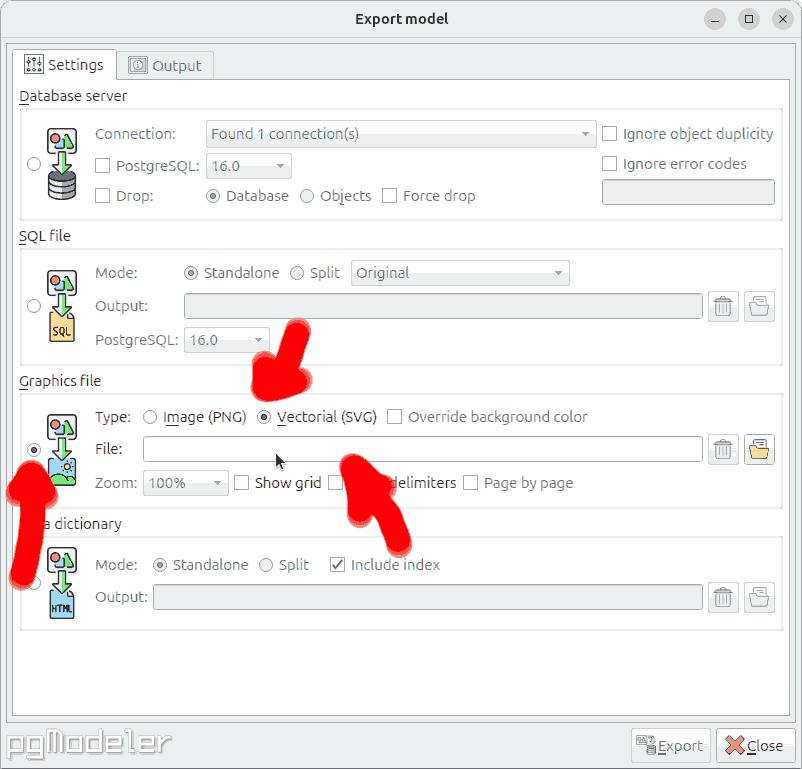 Export model
Settings Output
Database server
Connection: Found 1 connection(s) Ignore object duplicity
PostgreSQL: 16.0 Ignore error codes
Drop: Database Objects Force drop
SQL file
Mode: Standalone Split Original
Output:
SQL
PostgreSQL: 16.0
Graphics file
Type: Image (PNG) Vectorial (SVG) Override background color
File:
Zoom: 100% Show grid delimiters Page by page
a dictionary
Mode: Standalone Split Include index
Output:
HTML
pgModeler Export Close